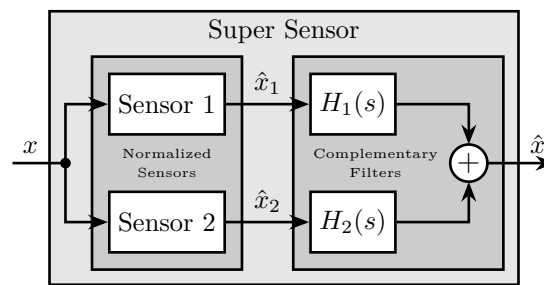 Super Sensor
x
Sensor 1
x̂₁
H₁(s)
Normalized
Sensors
Complementary
Filters
+
x̂
Sensor 2
x̂₂
H₂(s)